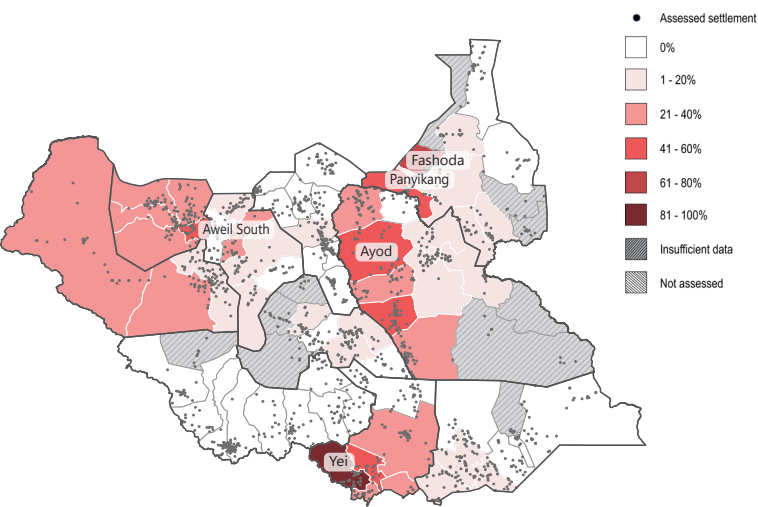 Assessed settlement
0%
1 - 20%
21 - 40%
41 - 60%
61 - 80%
81 - 100%
Insufficient data
Not assessed
Fashoda
Panyikang
Aweil South
Ayod
Yei